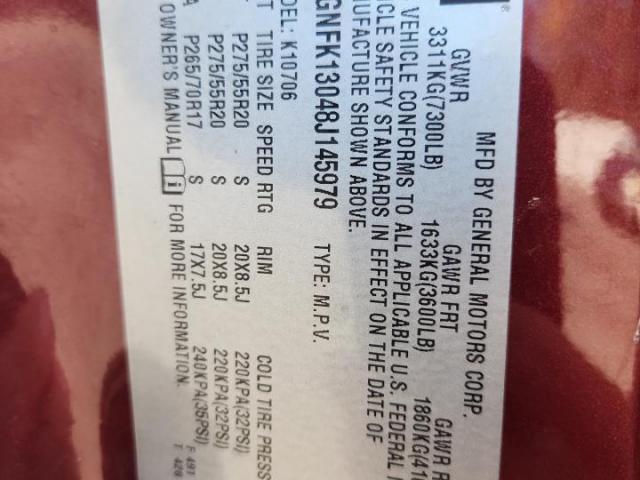 MFD BY GENERAL MOTORS CORP.
GVWR GAWR FRT GAWR R
3311KG(7300LB) 1633KG(3600LB) 1860KG(41
VEHICLE CONFORMS TO ALL APPLICABLE U.S. FEDERAL
CLE SAFETY STANDARDS IN EFFECT ON THE DATE OF
UFACTURE SHOWN ABOVE.
GNFK13048J145979 TYPE: M.P.V.
DEL: K10706
T TIRE SIZE SPEED RTG RIM COLD TIRE PRESS
P275/55R20 S 20X8.5J 220KPA(32PSI)
P275/55R20 S 20X8.5J 220KPA(32PSI)
A P265/70R17 S 17X7.5J 240KPA(35PSI)
OWNER'S MANUAL i FOR MORE INFORMATION.
F 491
T 420